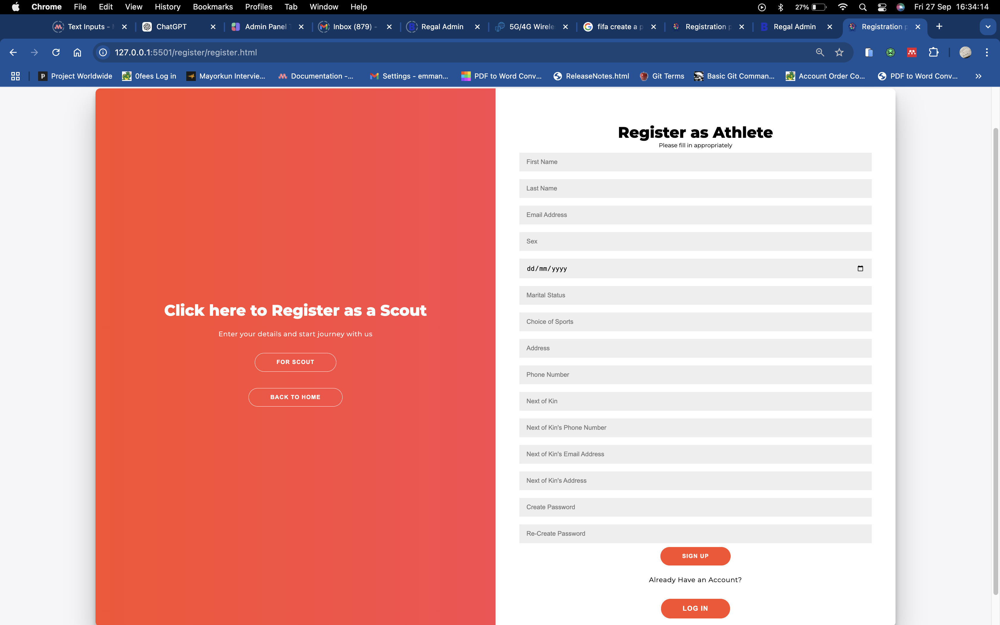 Chrome File Edit View History Bookmarks Profiles Tab Window Help 27% Fri 27 Sep 16:34:14
Text Inputs - ChatGPT Admin Panel Inbox (879) - Regal Admin 5G/4G Wirele fifa create a p Registration p Regal Admin Registration p
127.0.0.1:5501/register/register.html
Project Worldwide 0fees Log in Mayorkun Intervie... Documentation -... Settings - emman... PDF to Word Conv... ReleaseNotes.html Git Terms Basic Git Comman... Account Order Co... PDF to Word Conv... »
Click here to Register as a Scout
Enter your details and start journey with us
FOR SCOUT
BACK TO HOME
Register as Athlete
Please fill in appropriately
First Name
Last Name
Email Address
Sex
dd/mm/yyyy
Marital Status
Choice of Sports
Address
Phone Number
Next of Kin
Next of Kin's Phone Number
Next of Kin's Email Address
Next of Kin's Address
Create Password
Re-Create Password
SIGN UP
Already Have an Account?
LOG IN